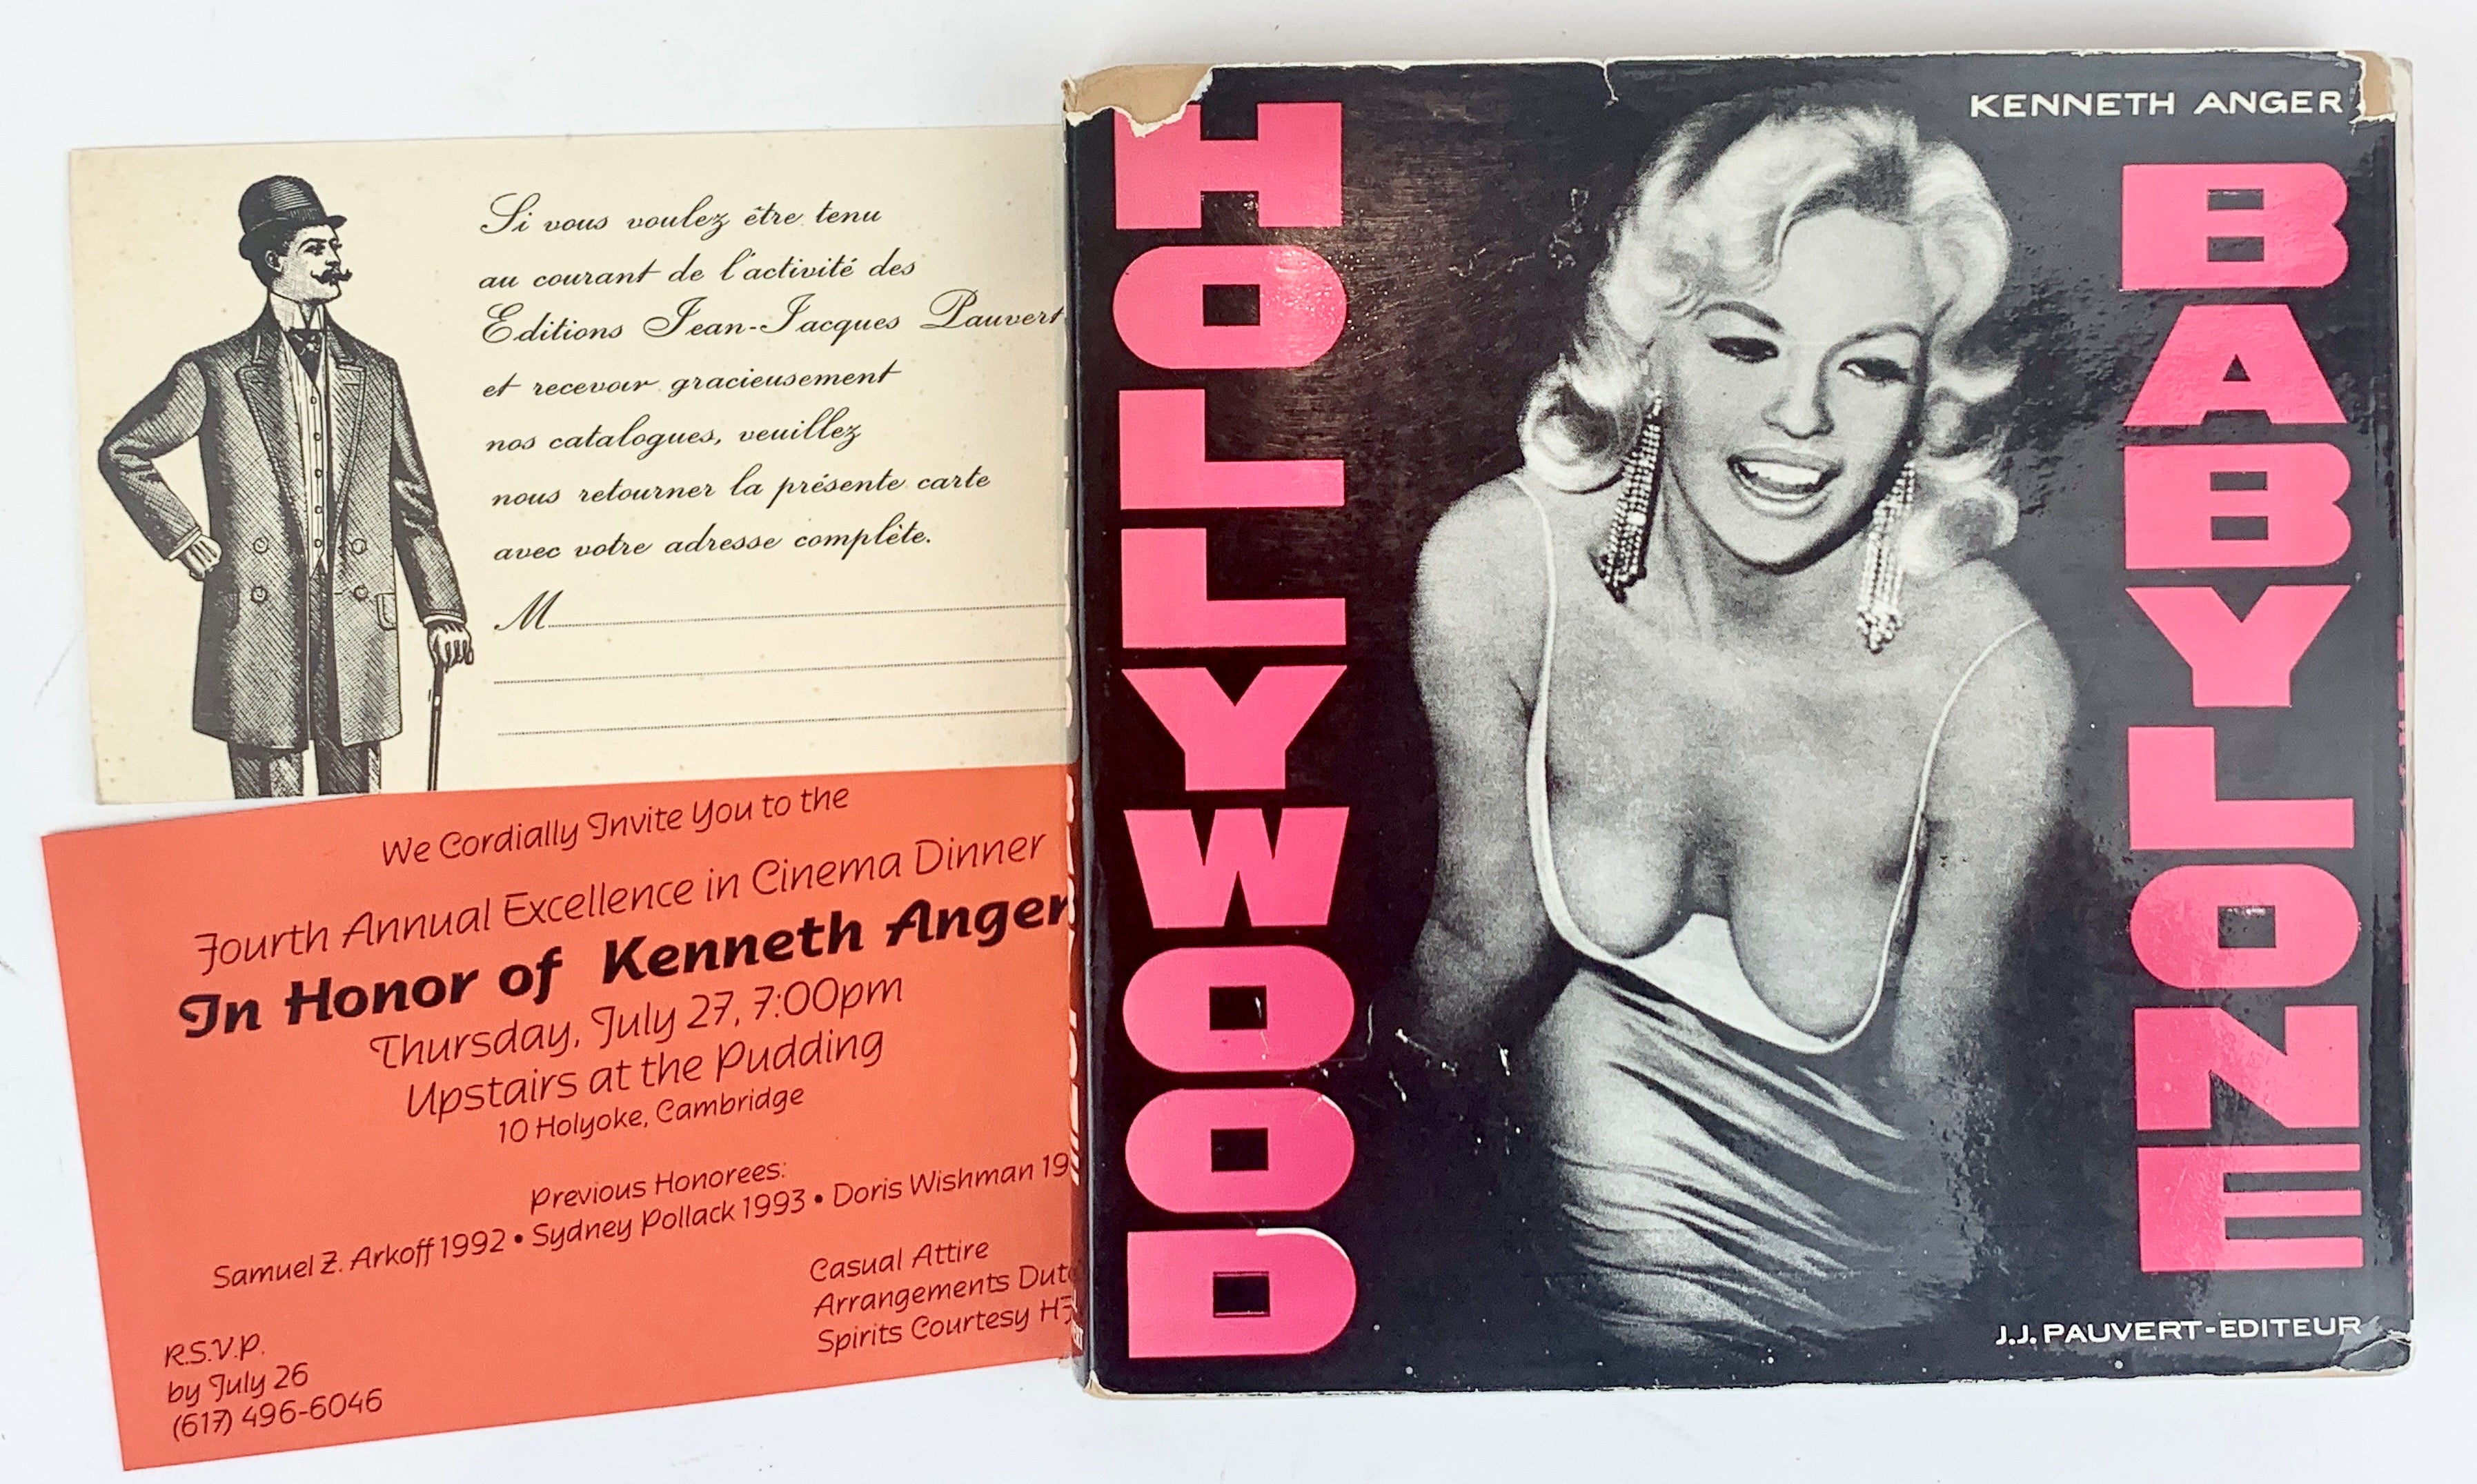 Si vous voulez être tenu
au courant de l'activité des
Editions Jean-Jacques Pauvert
et recevoir gracieusement
nos catalogues, veuillez
nous retourner la présente carte
avec votre adresse complète.
M
We Cordially Invite You to the
Fourth Annual Excellence in Cinema Dinner
In Honor of Kenneth Anger
Thursday, July 27, 7:00pm
Upstairs at the Pudding
10 Holyoke, Cambridge
Previous Honorees:
Samuel Z. Arkoff 1992 • Sydney Pollack 1993 • Doris Wishman 19
Casual Attire
Arrangements
Spirits Courtesy
R.S.V.P.
by July 26
(617) 496-6046
KENNETH ANGER
HOLLYWOOD
BABYLONE
J.J. PAUVERT-EDITEUR